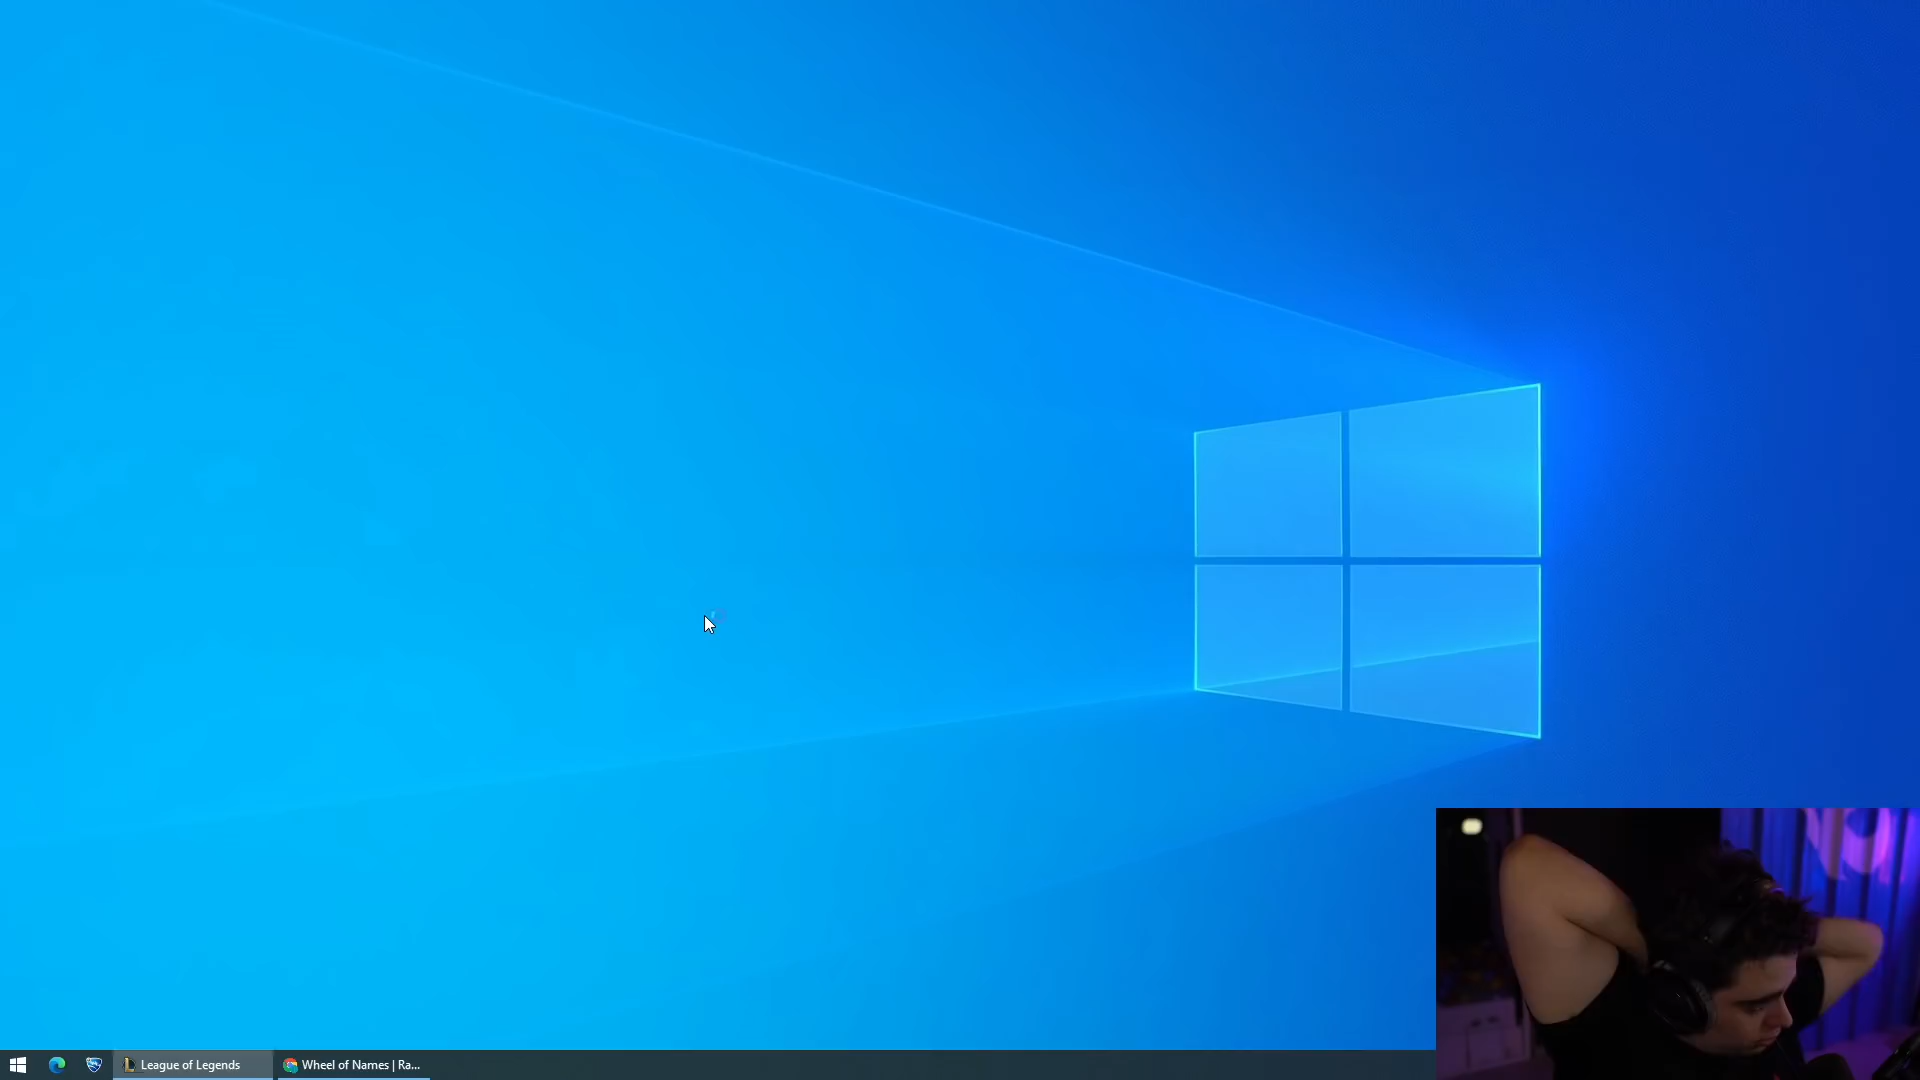 League of Legends
Wheel of Names | Ra...